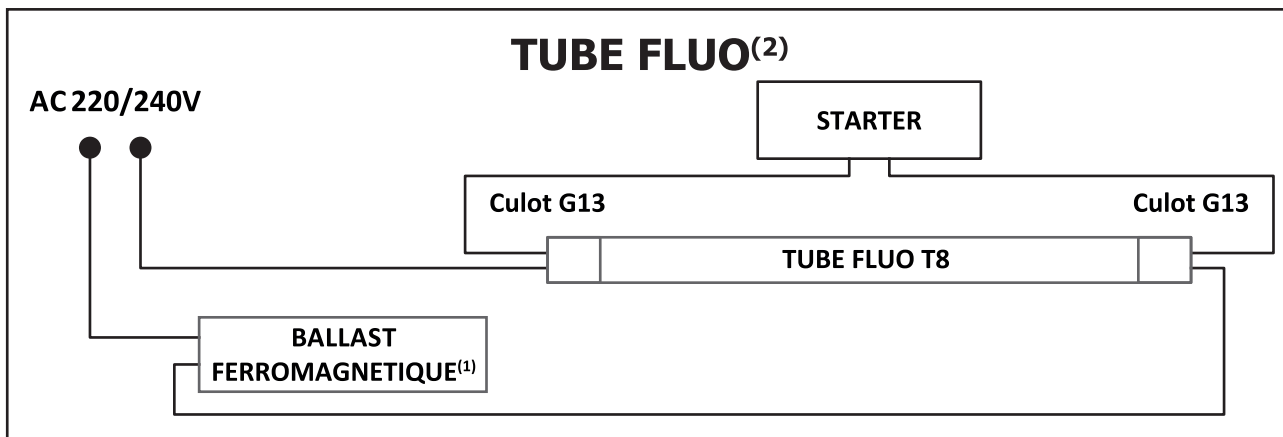 TUBE FLUO(2)
AC 220/240V
STARTER
Culot G13
Culot G13
TUBE FLUO T8
BALLAST
FERROMAGNETIQUE(1)